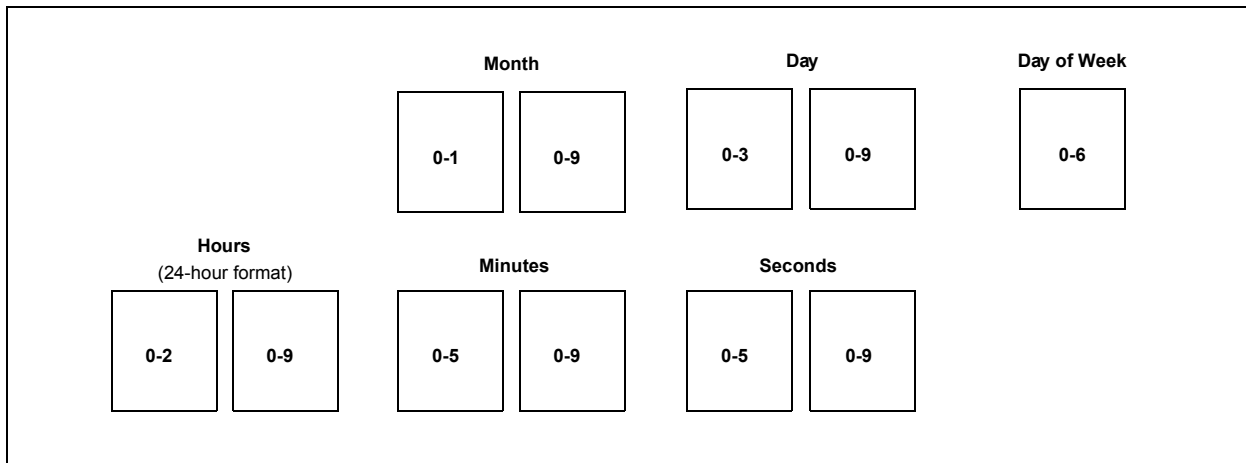 Month
Day
Day of Week
0-1
0-9
0-3
0-9
0-6
Hours
(24-hour format)
Minutes
Seconds
0-2
0-9
0-5
0-9
0-5
0-9